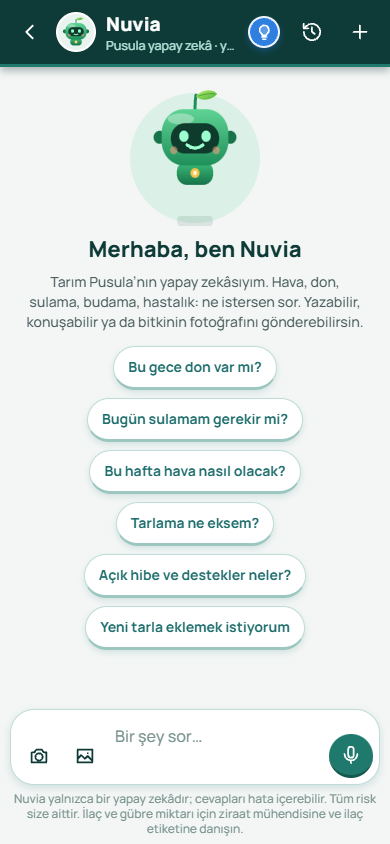 Nuvia
Pusula yapay zekâ · y...
Merhaba, ben Nuvia
Tarım Pusula'nın yapay zekâsıyım. Hava, don,
sulama, budama, hastalık: ne istersen sor. Yazabilir,
konuşabilir ya da bitkinin fotoğrafını gönderebilirsin.
Bu gece don var mı?
Bugün sulamam gerekir mi?
Bu hafta hava nasıl olacak?
Tarlama ne eksem?
Açık hibe ve destekler neler?
Yeni tarla eklemek istiyorum
Bir şey sor...
Nuvia yalnızca bir yapay zekâdır; cevapları hata içerebilir. Tüm risk
size aittir. İlaç ve gübre miktarı için ziraat mühendisine ve ilaç
etiketine danışın.